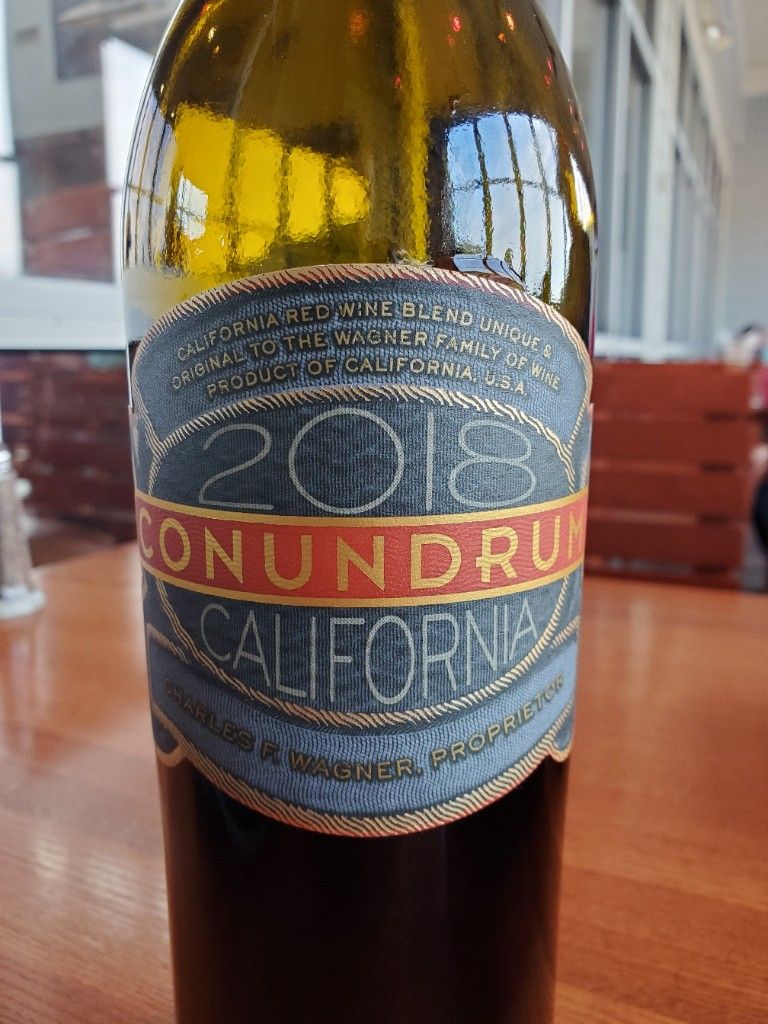 CALIFORNIA RED WINE BLEND UNIQUE &
ORIGINAL TO THE WAGNER FAMILY OF WINE
PRODUCT OF CALIFORNIA, U.S.A.
2018
CONUNDRUM
CALIFORNIA
CHARLES F. WAGNER, PROPRIETOR